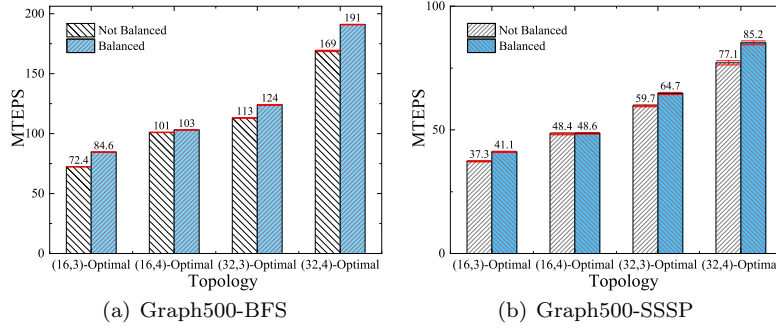 MTEPS
200
150
100
50
0
Not Balanced
Balanced
72.4
84.6
101
103
113
124
169
191
(16,3)-Optimal (16,4)-Optimal (32,3)-Optimal (32,4)-Optimal
Topology
(a) Graph500-BFS
MTEPS
100
50
0
Not Balanced
Balanced
37.3
41.1
48.4
48.6
59.7
64.7
77.1
85.2
(16,3)-Optimal (16,4)-Optimal (32,3)-Optimal (32,4)-Optimal
Topology
(b) Graph500-SSSP